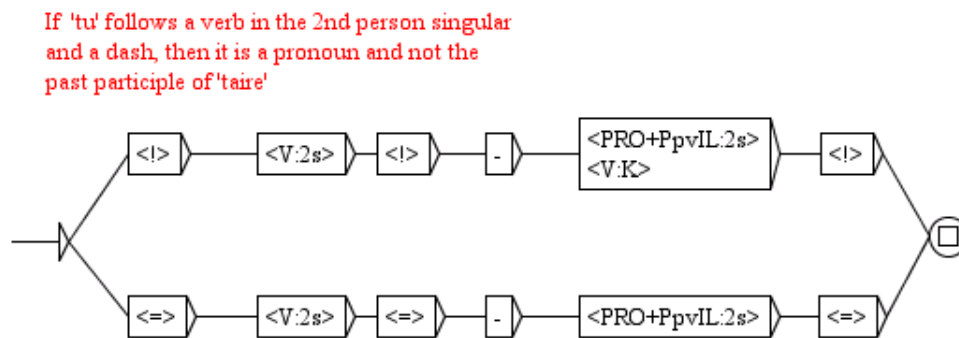 If 'tu' follows a verb in the 2nd person singular
and a dash, then it is a pronoun and not the
past participle of 'taire'
<!> <V:2s> <!> - <PRO+PpvIL:2s> <!>
<V:K>
<=> <V:2s> <=> - <PRO+PpvIL:2s> <=>